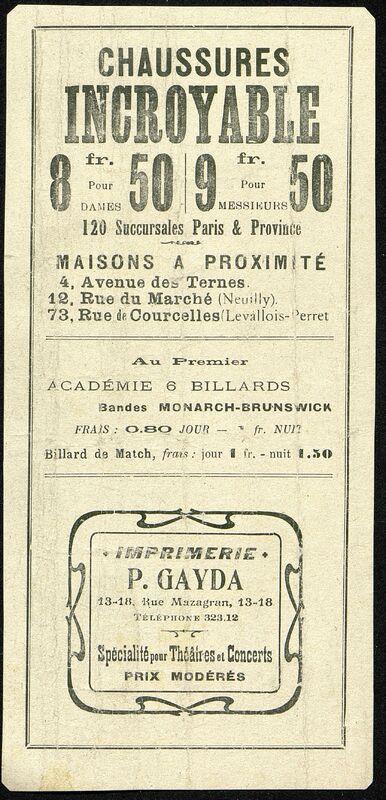 CHAUSSURES
INCROYABLE
8 fr. 50 Pour DAMES
9 fr. 50 Pour MESSIEURS
120 Succursales Paris & Province
MAISONS A PROXIMITÉ
4, Avenue des Ternes.
12, Rue du Marché (Neuilly).
73, Rue de Courcelles (Levallois-Perret
Au Premier
ACADÉMIE 6 BILLARDS
Bandes MONARCH-BRUNSWICK
FRAIS : 0.80 JOUR — fr. NUIT
Billard de Match, frais : jour 1 fr. - nuit 1.50
IMPRIMERIE
P. GAYDA
13-18, Rue Mazagran, 13-18
TÉLÉPHONE 323.12
Spécialité pour Théâtres et Concerts
PRIX MODÉRÉS